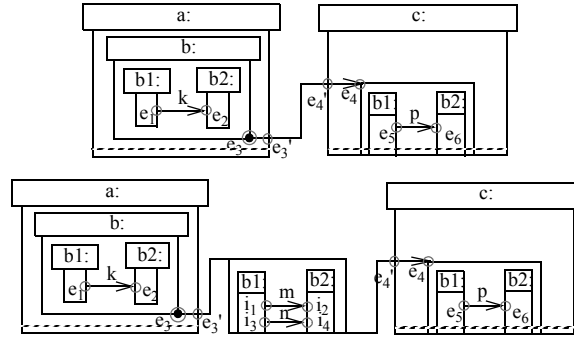 a: c:
b:
b1: b2:
k
e1 e2
e4' e4
b1: b2:
p
e5 e6
e3 e3'
a: c:
b:
b1: b2:
k
e1 e2
e3 e3'
b1: b2:
m
i1 i2
n
i3 i4
e4' e4
b1: b2:
p
e5 e6